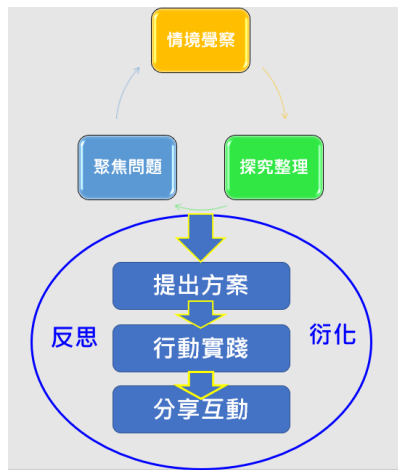 情境覺察
聚焦問題
探究整理
提出方案
反思
行動實踐
衍化
分享互動